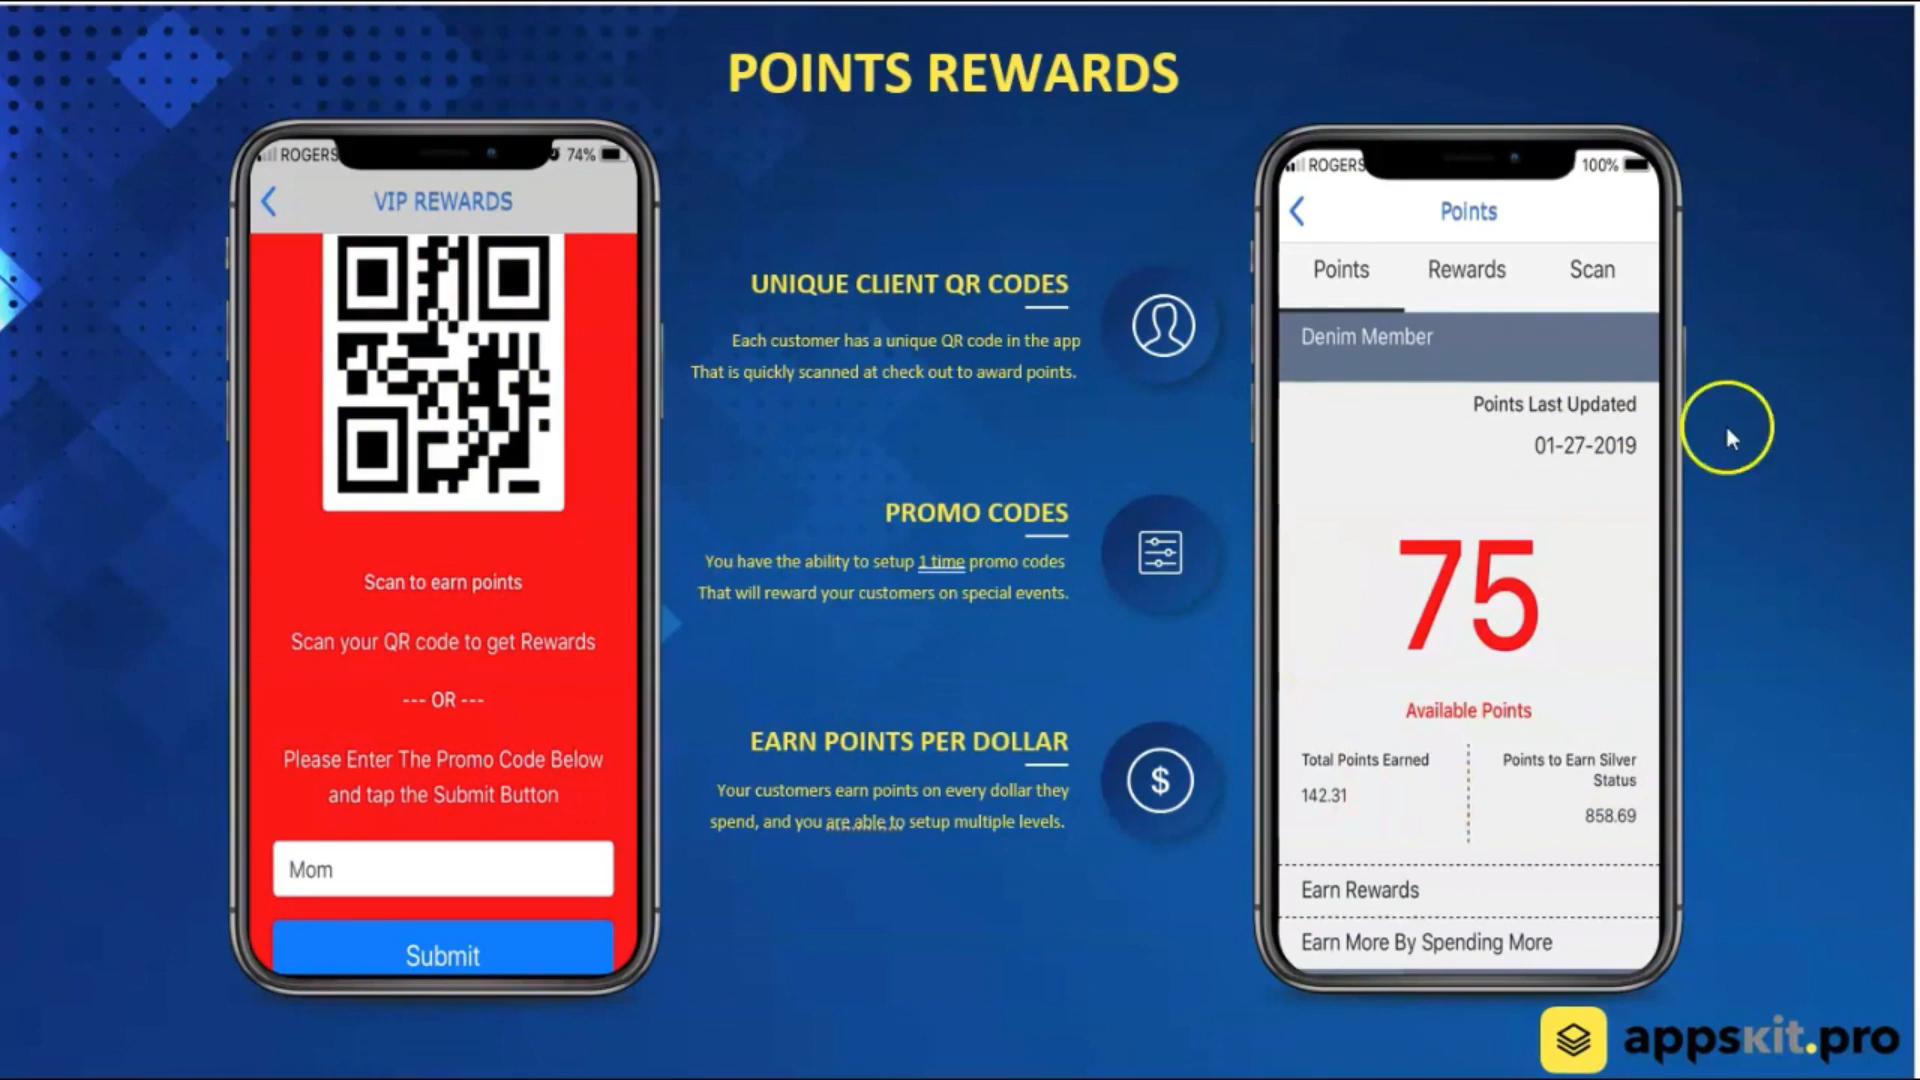 POINTS REWARDS
ROGERS 74%
VIP REWARDS
Scan to earn points
Scan your QR code to get Rewards
--- OR ---
Please Enter The Promo Code Below
and tap the Submit Button
Mom
Submit
UNIQUE CLIENT QR CODES
Each customer has a unique QR code in the app
That is quickly scanned at check out to award points.
PROMO CODES
You have the ability to setup 1 time promo codes
That will reward your customers on special events.
EARN POINTS PER DOLLAR
$
Your customers earn points on every dollar they
spend, and you are able to setup multiple levels.
ROGERS 100%
Points
Points Rewards Scan
Denim Member
Points Last Updated
01-27-2019
75
Available Points
Total Points Earned
142.31
Points to Earn Silver
Status
858.69
Earn Rewards
Earn More By Spending More
appsкit.pro